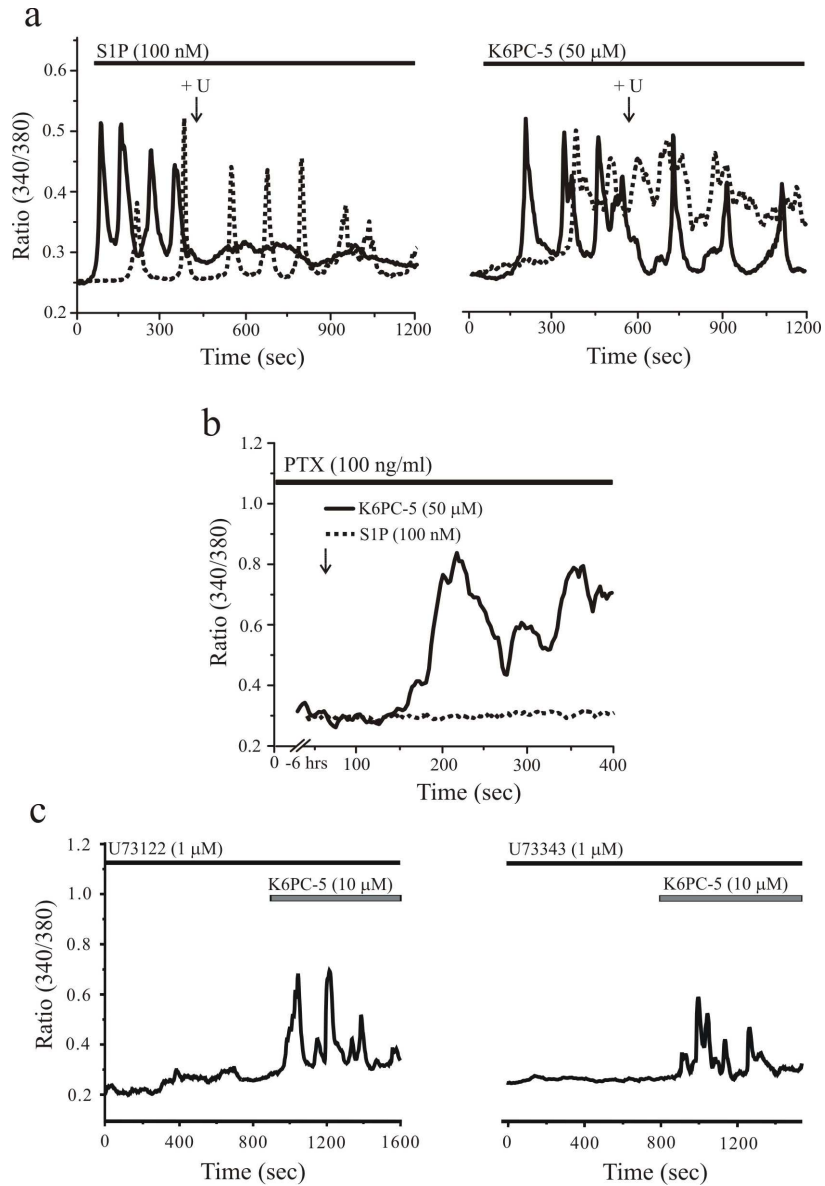 a
S1P (100 nM)
+ U
Ratio (340/380)
0.6
0.5
0.4
0.3
0.2
0 300 600 900 1200
Time (sec)
K6PC-5 (50 μM)
+ U
0 300 600 900 1200
Time (sec)
b
PTX (100 ng/ml)
K6PC-5 (50 μM)
S1P (100 nM)
Ratio (340/380)
1.2
1.0
0.8
0.6
0.4
0.2
0 -6 hrs 100 200 300 400
Time (sec)
c
U73122 (1 μM)
K6PC-5 (10 μM)
Ratio (340/380)
1.2
1.0
0.8
0.6
0.4
0.2
0 400 800 1200 1600
Time (sec)
U73343 (1 μM)
K6PC-5 (10 μM)
0 400 800 1200
Time (sec)